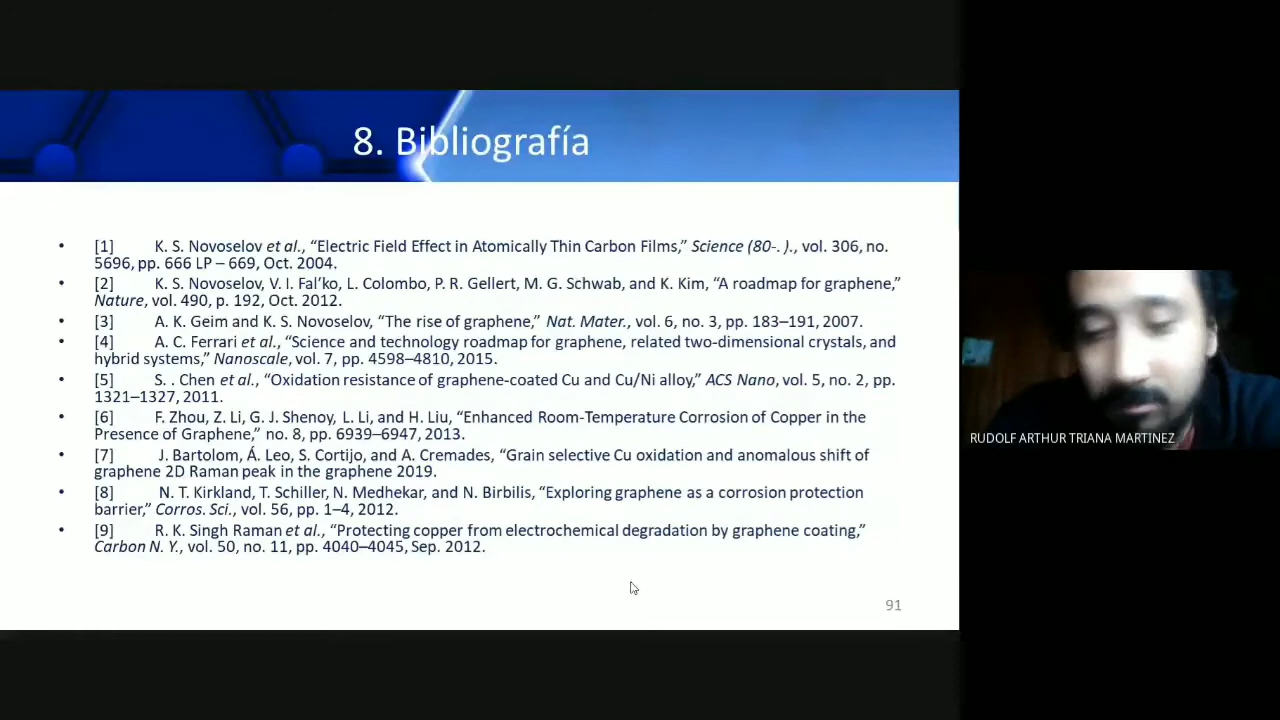 8. Bibliografía
• [1] K. S. Novoselov et al., “Electric Field Effect in Atomically Thin Carbon Films,” Science (80-. )., vol. 306, no.
5696, pp. 666 LP – 669, Oct. 2004.
• [2] K. S. Novoselov, V. I. Fal’ko, L. Colombo, P. R. Gellert, M. G. Schwab, and K. Kim, “A roadmap for graphene,”
Nature, vol. 490, p. 192, Oct. 2012.
• [3] A. K. Geim and K. S. Novoselov, “The rise of graphene,” Nat. Mater., vol. 6, no. 3, pp. 183–191, 2007.
• [4] A. C. Ferrari et al., “Science and technology roadmap for graphene, related two-dimensional crystals, and
hybrid systems,” Nanoscale, vol. 7, pp. 4598–4810, 2015.
• [5] S. . Chen et al., “Oxidation resistance of graphene-coated Cu and Cu/Ni alloy,” ACS Nano, vol. 5, no. 2, pp.
1321–1327, 2011.
• [6] F. Zhou, Z. Li, G. J. Shenoy, L. Li, and H. Liu, “Enhanced Room-Temperature Corrosion of Copper in the
Presence of Graphene,” no. 8, pp. 6939–6947, 2013.
• [7] J. Bartolom, Á. Leo, S. Cortijo, and A. Cremades, “Grain selective Cu oxidation and anomalous shift of
graphene 2D Raman peak in the graphene 2019.
• [8] N. T. Kirkland, T. Schiller, N. Medhekar, and N. Birbilis, “Exploring graphene as a corrosion protection
barrier,” Corros. Sci., vol. 56, pp. 1–4, 2012.
• [9] R. K. Singh Raman et al., “Protecting copper from electrochemical degradation by graphene coating,”
Carbon N. Y., vol. 50, no. 11, pp. 4040–4045, Sep. 2012.
91
RUDOLF ARTHUR TRIANA MARTINEZ